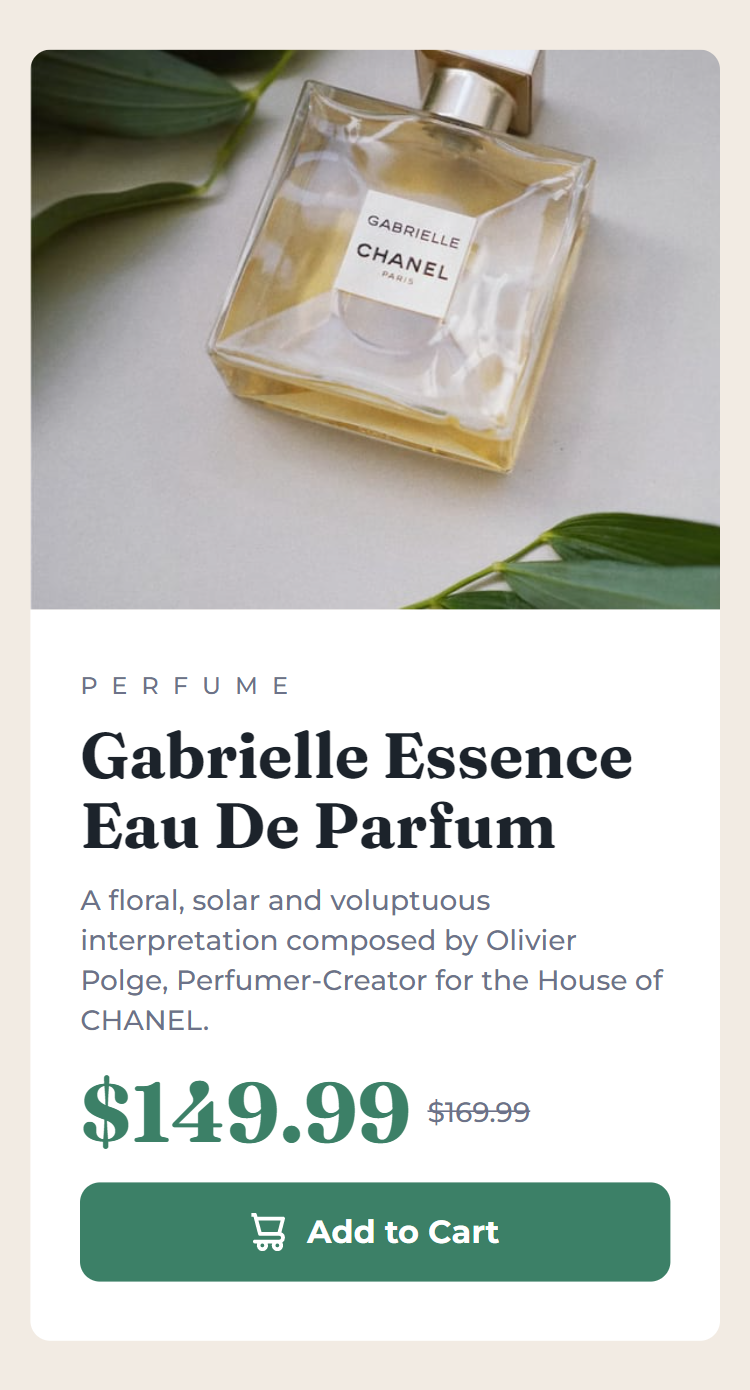 GABRIELLE
CHANEL
PARIS
PERFUME
Gabrielle Essence
Eau De Parfum
A floral, solar and voluptuous
interpretation composed by Olivier
Polge, Perfumer-Creator for the House of
CHANEL.
$149.99 $169.99
Add to Cart